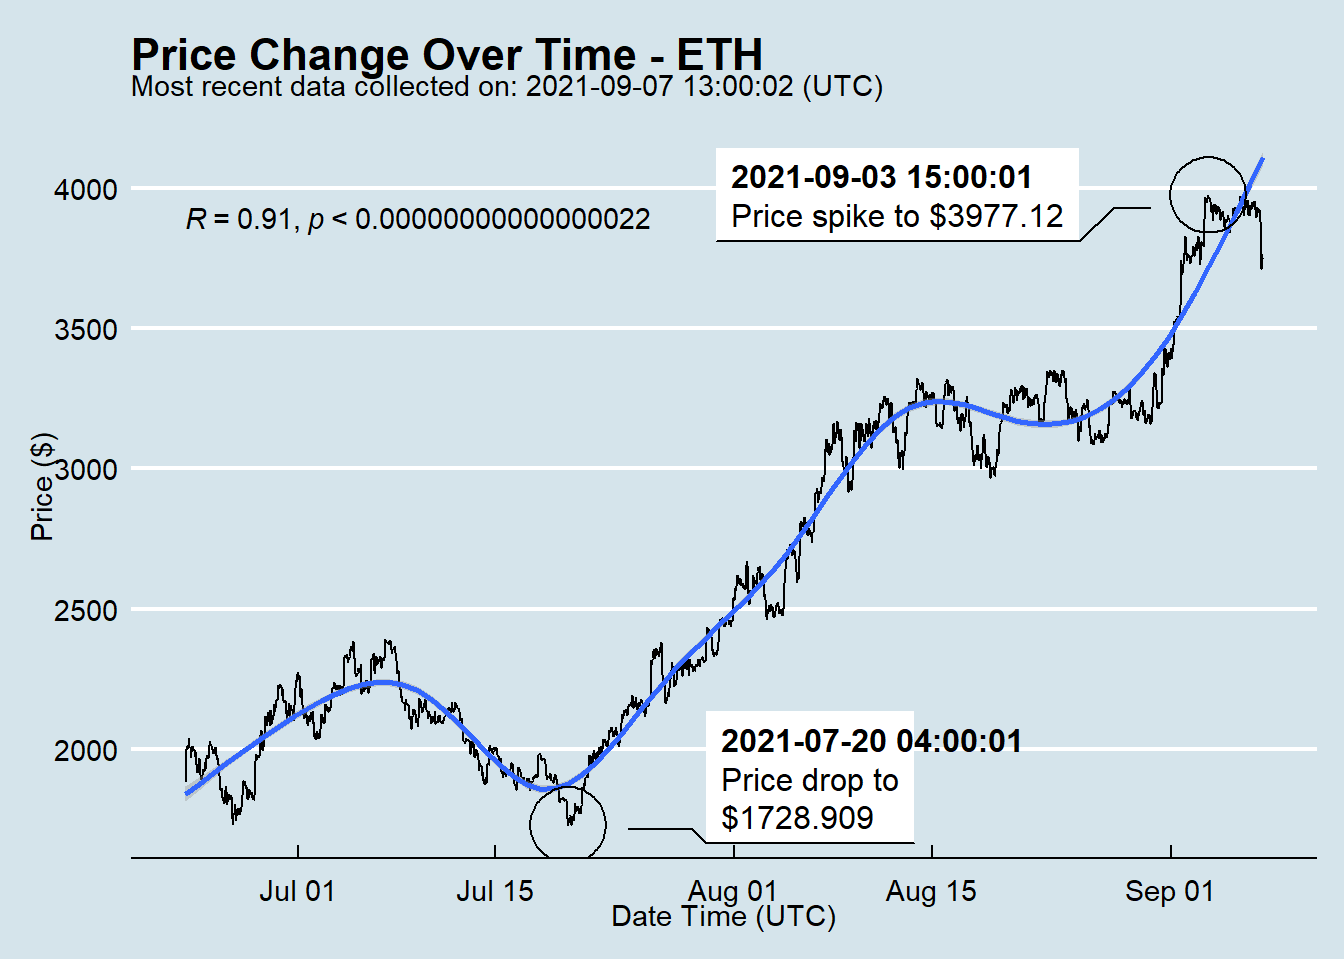 Price Change Over Time - ETH
Most recent data collected on: 2021-09-07 13:00:02 (UTC)
2021-09-03 15:00:01
Price spike to $3977.12
R = 0.91, p < 0.00000000000000022
4000
3500
3000
2500
2000
Price ($)
2021-07-20 04:00:01
Price drop to
$1728.909
Jul 01
Jul 15
Aug 01
Aug 15
Sep 01
Date Time (UTC)